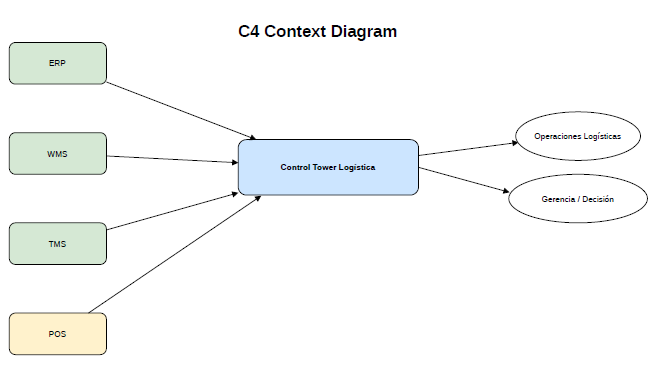 C4 Context Diagram
ERP
WMS
TMS
POS
Control Tower Logística
Operaciones Logísticas
Gerencia / Decisión